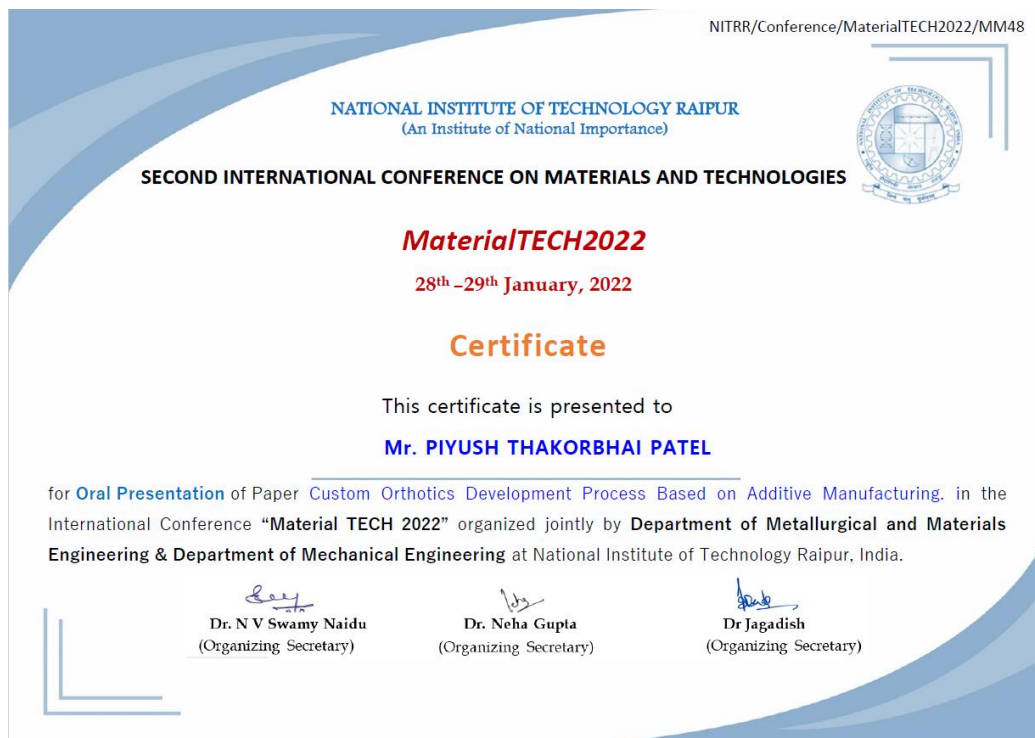 NITRR/Conference/MaterialTECH2022/MM48
NATIONAL INSTITUTE OF TECHNOLOGY RAIPUR
(An Institute of National Importance)
SECOND INTERNATIONAL CONFERENCE ON MATERIALS AND TECHNOLOGIES
MaterialTECH2022
28th –29th January, 2022
Certificate
This certificate is presented to
Mr. PIYUSH THAKORBHAI PATEL
for Oral Presentation of Paper Custom Orthotics Development Process Based on Additive Manufacturing. in the
International Conference “Material TECH 2022” organized jointly by Department of Metallurgical and Materials
Engineering & Department of Mechanical Engineering at National Institute of Technology Raipur, India.
Dr. N V Swamy Naidu
(Organizing Secretary)
Dr. Neha Gupta
(Organizing Secretary)
Dr Jagadish
(Organizing Secretary)